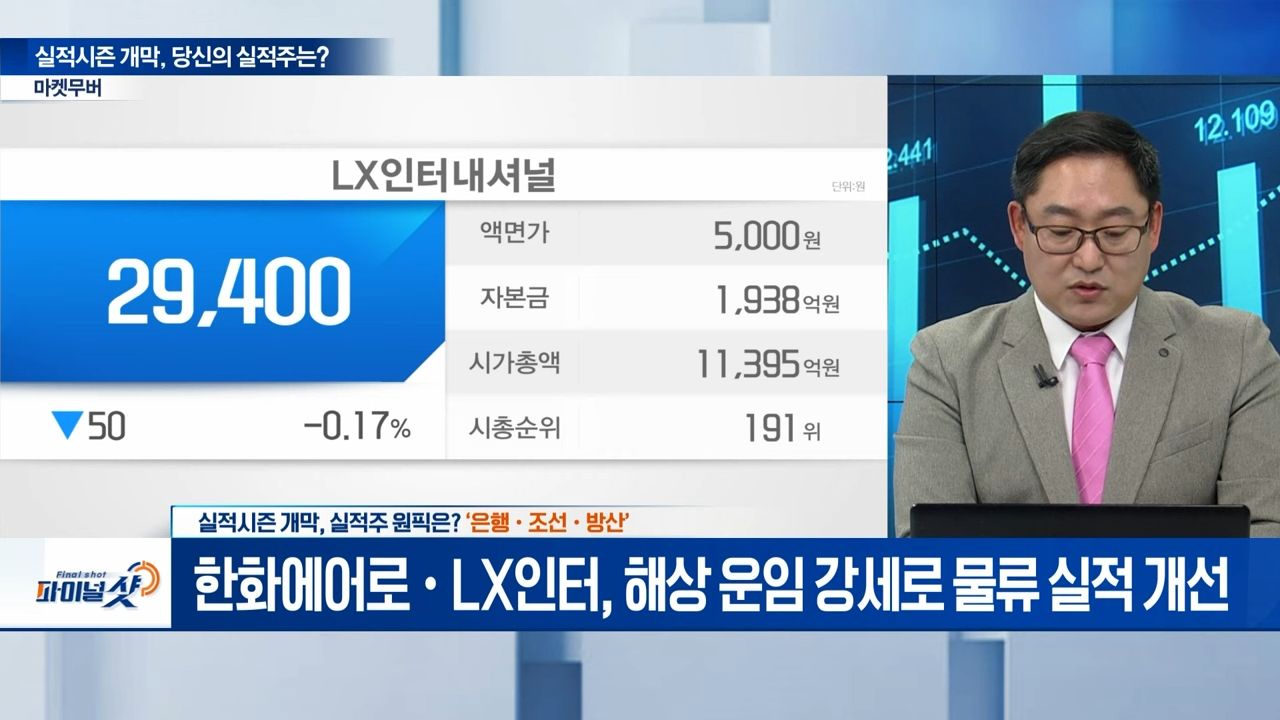 실적시즌 개막, 당신의 실적주는?
마켓무버
LX인터내셔널
단위:원
29,400
▼50 -0.17%
액면가 5,000원
자본금 1,938억원
시가총액 11,395억원
시총순위 191위
2.441
12.109
실적시즌 개막, 실적주 원픽은? ‘은행·조선·방산’
Final shot
파이널샷
한화에어로·LX인터, 해상 운임 강세로 물류 실적 개선